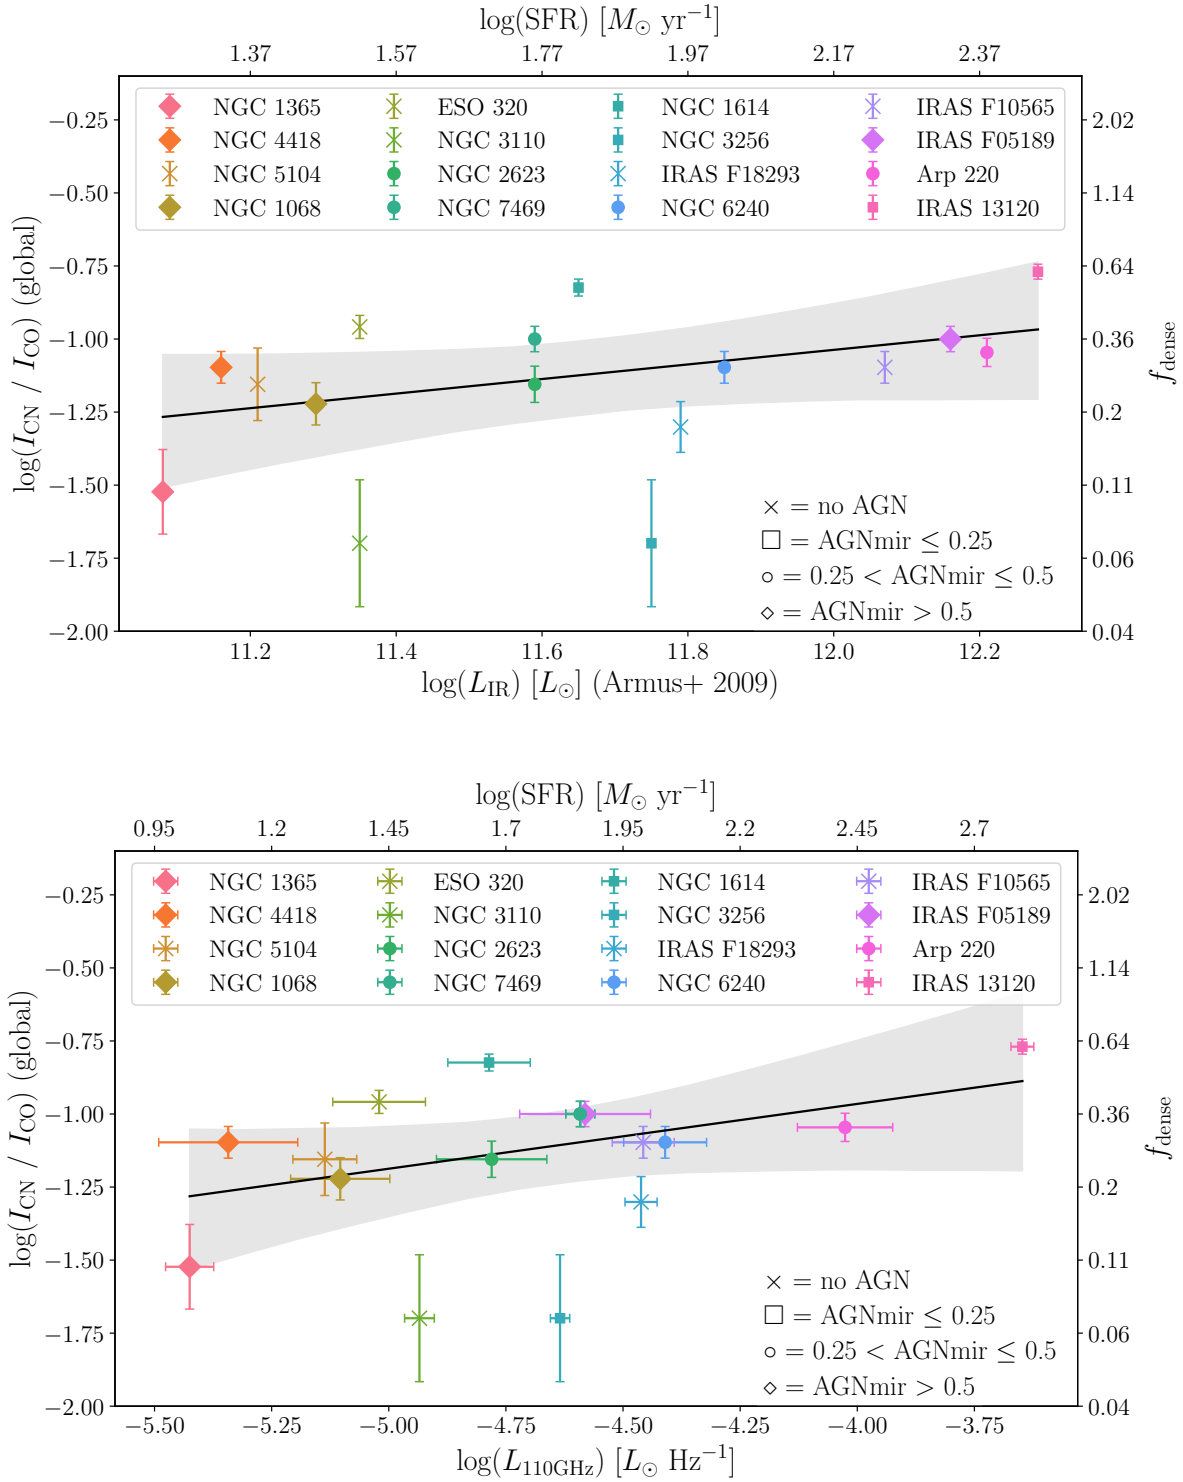 log(SFR) [M⊙ yr⁻¹]
1.37 1.57 1.77 1.97 2.17 2.37
NGC 1365 ESO 320 NGC 1614 IRAS F10565
NGC 4418 NGC 3110 NGC 3256 IRAS F05189
NGC 5104 NGC 2623 IRAS F18293 Arp 220
NGC 1068 NGC 7469 NGC 6240 IRAS 13120
−0.25 2.02
−0.50 1.14
−0.75 0.64
−1.00 0.36
−1.25 0.2
−1.50 0.11
−1.75 0.06
−2.00 0.04
log(I_CN / I_CO) (global)
f_dense
× = no AGN
□ = AGNmir ≤ 0.25
○ = 0.25 < AGNmir ≤ 0.5
◇ = AGNmir > 0.5
11.2 11.4 11.6 11.8 12.0 12.2
log(L_IR) [L⊙] (Armus+ 2009)
log(SFR) [M⊙ yr⁻¹]
0.95 1.2 1.45 1.7 1.95 2.2 2.45 2.7
NGC 1365 ESO 320 NGC 1614 IRAS F10565
NGC 4418 NGC 3110 NGC 3256 IRAS F05189
NGC 5104 NGC 2623 IRAS F18293 Arp 220
NGC 1068 NGC 7469 NGC 6240 IRAS 13120
−0.25 2.02
−0.50 1.14
−0.75 0.64
−1.00 0.36
−1.25 0.2
−1.50 0.11
−1.75 0.06
−2.00 0.04
log(I_CN / I_CO) (global)
f_dense
× = no AGN
□ = AGNmir ≤ 0.25
○ = 0.25 < AGNmir ≤ 0.5
◇ = AGNmir > 0.5
−5.50 −5.25 −5.00 −4.75 −4.50 −4.25 −4.00 −3.75
log(L_110GHz) [L⊙ Hz⁻¹]